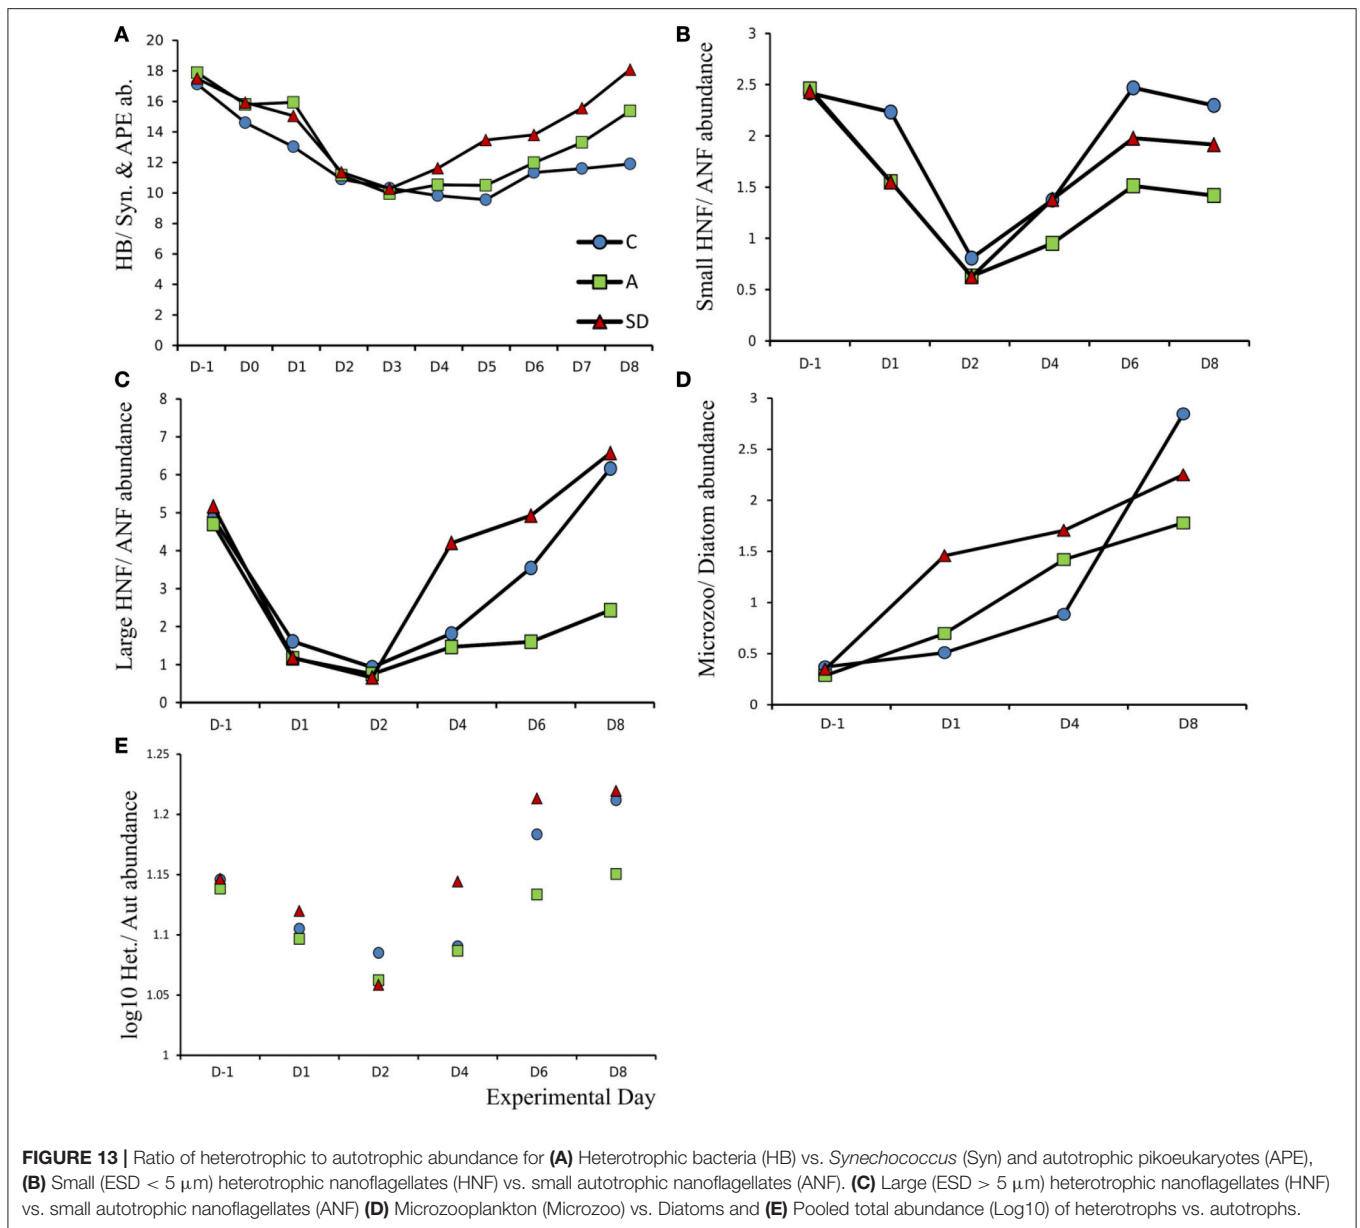 A
HB/ Syn. & APE ab.
20
18
16
14
12
10
8
6
4
2
0
D-1 D0 D1 D2 D3 D4 D5 D6 D7 D8
C
A
SD
B
Small HNF/ ANF abundance
3
2.5
2
1.5
1
0.5
0
D-1 D1 D2 D4 D6 D8
C
Large HNF/ ANF abundance
8
7
6
5
4
3
2
1
0
D-1 D1 D2 D4 D6 D8
D
Microzoo/ Diatom abundance
3
2.5
2
1.5
1
0.5
0
D-1 D1 D4 D8
E
log10 Het./ Aut abundance
1.25
1.2
1.15
1.1
1.05
1
D-1 D1 D2 D4 D6 D8
Experimental Day
FIGURE 13 | Ratio of heterotrophic to autotrophic abundance for (A) Heterotrophic bacteria (HB) vs. Synechococcus (Syn) and autotrophic pikoeukaryotes (APE),
(B) Small (ESD < 5 μm) heterotrophic nanoflagellates (HNF) vs. small autotrophic nanoflagellates (ANF). (C) Large (ESD > 5 μm) heterotrophic nanoflagellates (HNF)
vs. small autotrophic nanoflagellates (ANF) (D) Microzooplankton (Microzoo) vs. Diatoms and (E) Pooled total abundance (Log10) of heterotrophs vs. autotrophs.